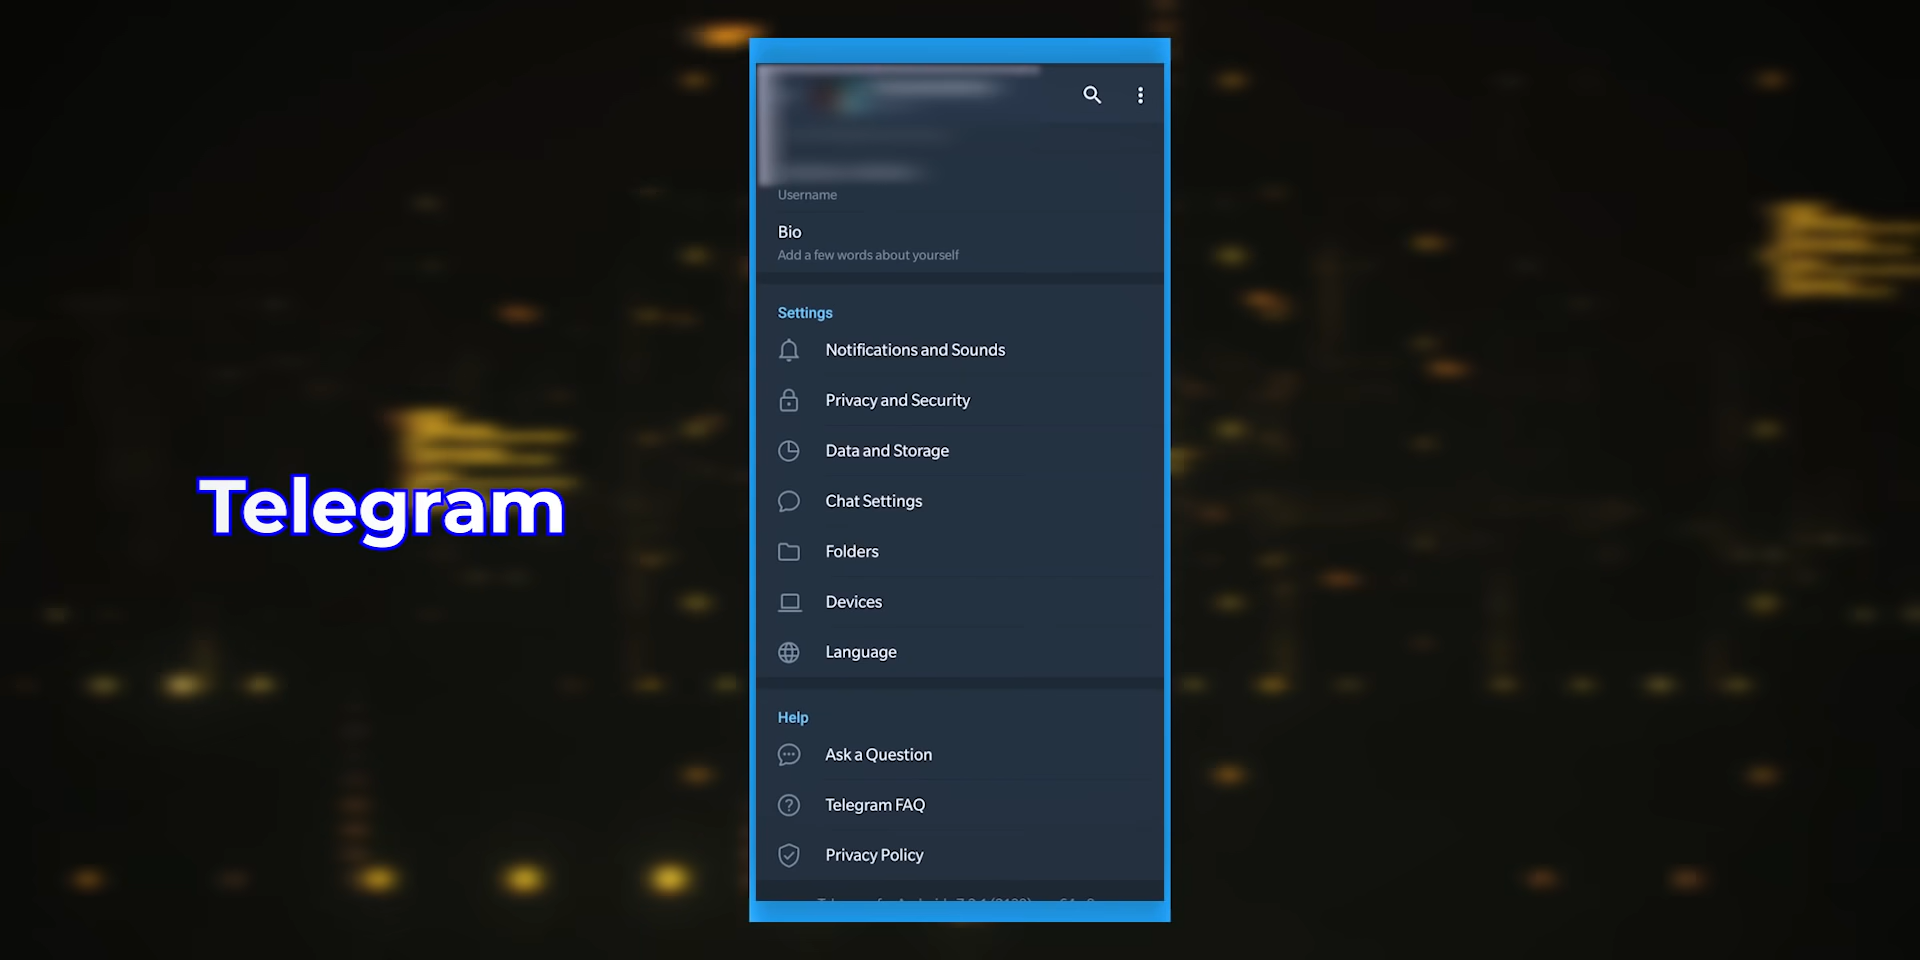 Telegram
Username
Bio
Add a few words about yourself
Settings
Notifications and Sounds
Privacy and Security
Data and Storage
Chat Settings
Folders
Devices
Language
Help
Ask a Question
Telegram FAQ
Privacy Policy